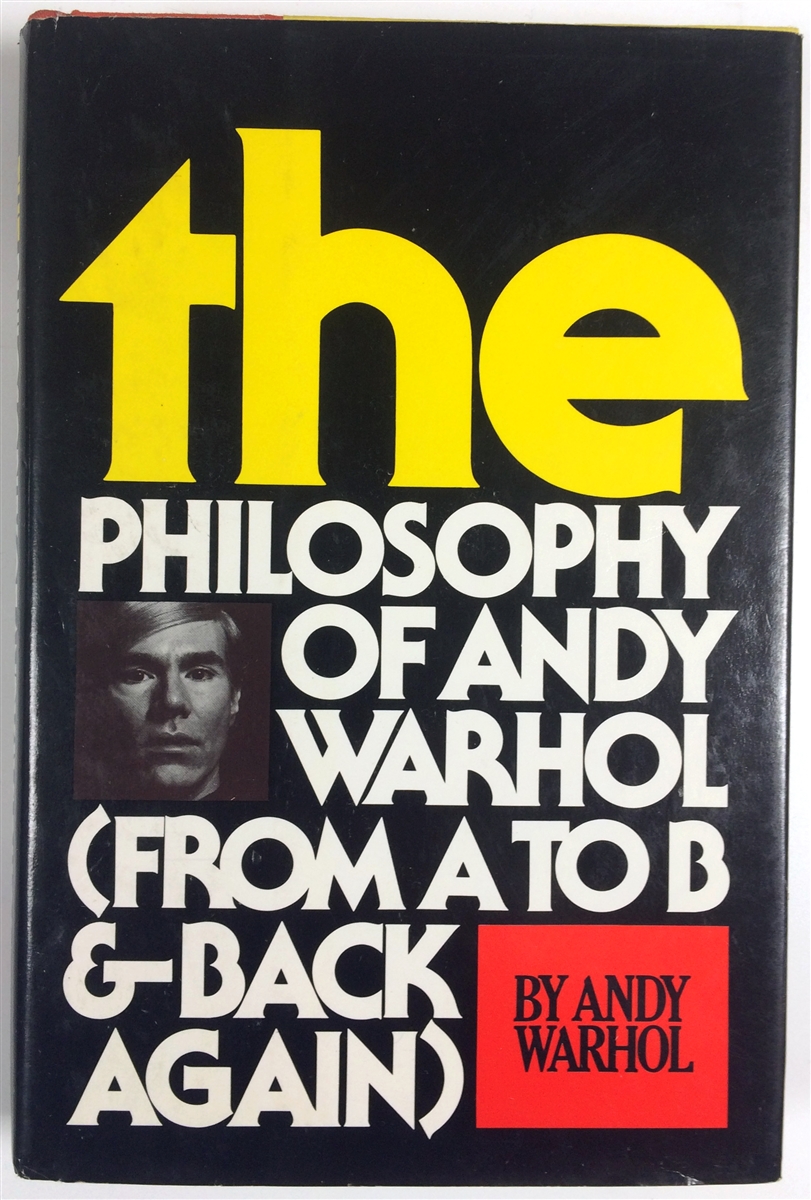 the
PHILOSOPHY
OF ANDY
WARHOL
(FROM A TO B
& BACK
AGAIN)
BY ANDY
WARHOL